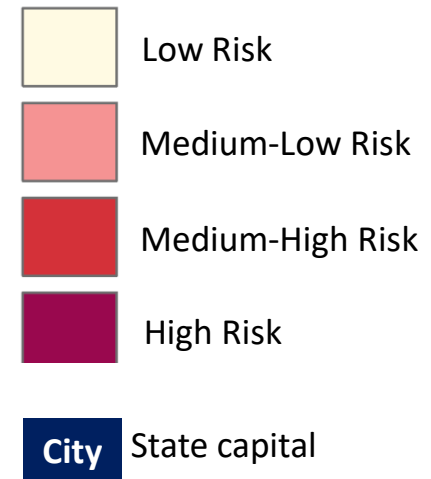 Low Risk
Medium-Low Risk
Medium-High Risk
High Risk
City State capital